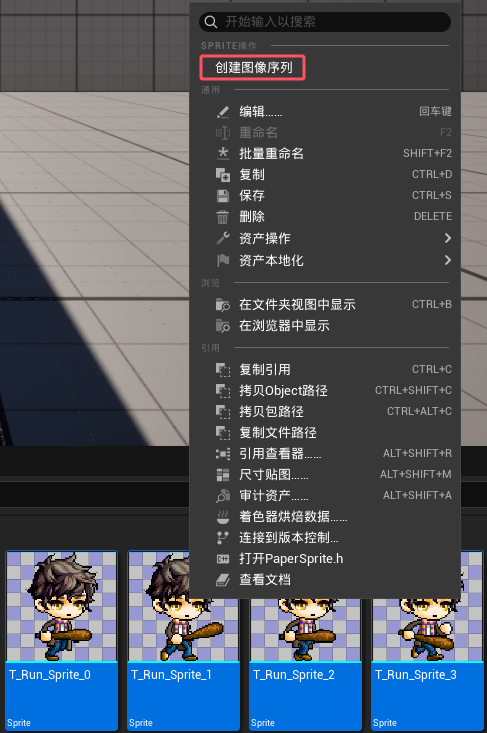 开始输入以搜索
SPRITE操作
创建图像序列
通用
编辑…… 回车键
重命名 F2
批量重命名 SHIFT+F2
复制 CTRL+D
保存 CTRL+S
删除 DELETE
资产操作
资产本地化
浏览
在文件夹视图中显示 CTRL+B
在浏览器中显示
引用
复制引用 CTRL+C
拷贝Object路径 CTRL+SHIFT+C
拷贝包路径 CTRL+ALT+C
复制文件路径
引用查看器…… ALT+SHIFT+R
尺寸贴图…… ALT+SHIFT+M
审计资产…… ALT+SHIFT+A
着色器烘焙数据……
连接到版本控制...
打开PaperSprite.h
查看文档
T_Run_Sprite_0 T_Run_Sprite_1 T_Run_Sprite_2 T_Run_Sprite_3
Sprite Sprite Sprite Sprite